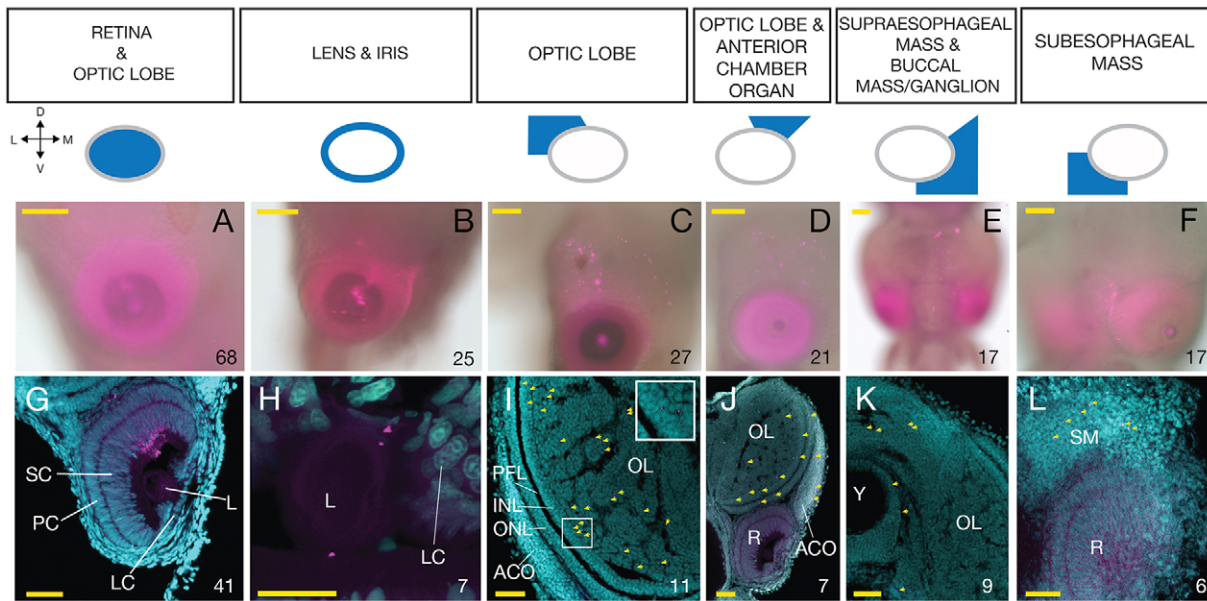 RETINA
&
OPTIC LOBE
LENS & IRIS
OPTIC LOBE
OPTIC LOBE &
ANTERIOR
CHAMBER
ORGAN
SUPRAESOPHAGEAL
MASS &
BUCCAL
MASS/GANGLION
SUBESOPHAGEAL
MASS
D
L M
V
A
68
B
25
C
27
D
21
E
17
F
17
G
SC
PC
L
LC
41
H
L
LC
7
I
OL
PFL
INL
ONL
ACO
11
J
OL
R
ACO
7
K
Y
OL
9
L
SM
R
6